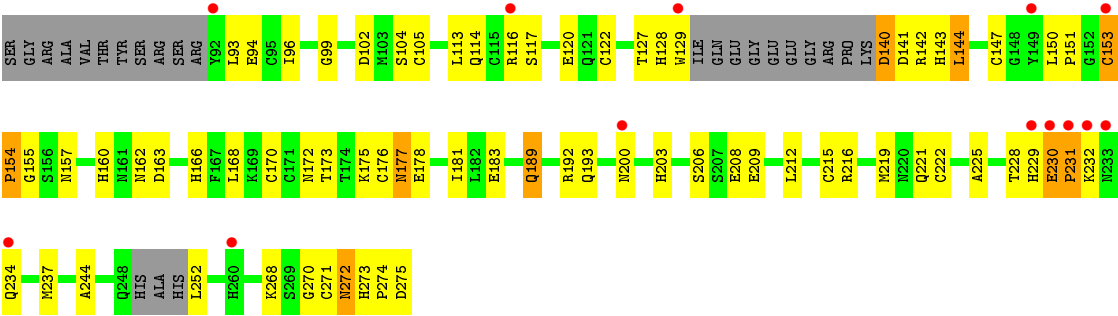 SER GLY ARG ALA VAL THR TYR SER ARG SER ARG Y92 L93 E94 C95 I96 G99 D102 M103 S104 C105 L113 Q114 C115 R116 S117 E120 Q121 C122 T127 H128 W129 ILE GLN GLU GLY GLU GLU GLY ARG PRO LYS D140 D141 R142 H143 L144 C147 G148 Y149 L150 P151 G152 C153
P154 G155 S156 N157 H160 N161 N162 D163 H166 F167 L168 K169 C170 C171 N172 T173 T174 K175 C176 N177 E178 I181 L182 E183 Q189 R192 Q193 N200 H203 S206 S207 E208 E209 L212 C215 R216 M219 N220 Q221 C222 A225 T228 H229 E230 P231 K232 N233
Q234 M237 A244 Q248 HIS ALA HIS L252 H260 K268 S269 G270 C271 N272 H273 P274 D275